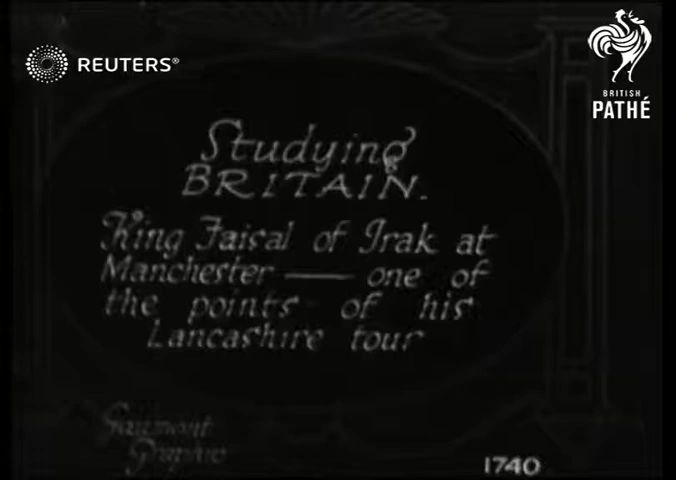 REUTERS®
BRITISH
PATHÉ
Studying
BRITAIN.
King Faisal of Irak at
Manchester — one of
the points of his
Lancashire tour
Gaumont
Graphic
1740